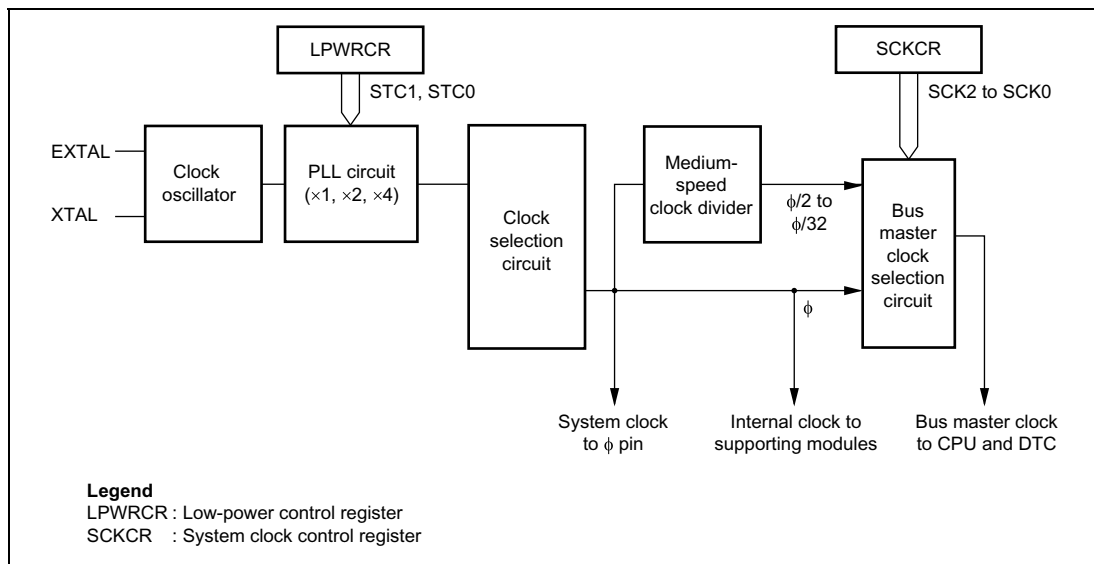 LPWRCR
SCKCR
STC1, STC0
SCK2 to SCK0
EXTAL
XTAL
Clock
oscillator
PLL circuit
(×1, ×2, ×4)
Clock
selection
circuit
Medium-
speed
clock divider
ϕ/2 to
ϕ/32
Bus
master
clock
selection
circuit
ϕ
System clock
to ϕ pin
Internal clock to
supporting modules
Bus master clock
to CPU and DTC
Legend
LPWRCR : Low-power control register
SCKCR : System clock control register